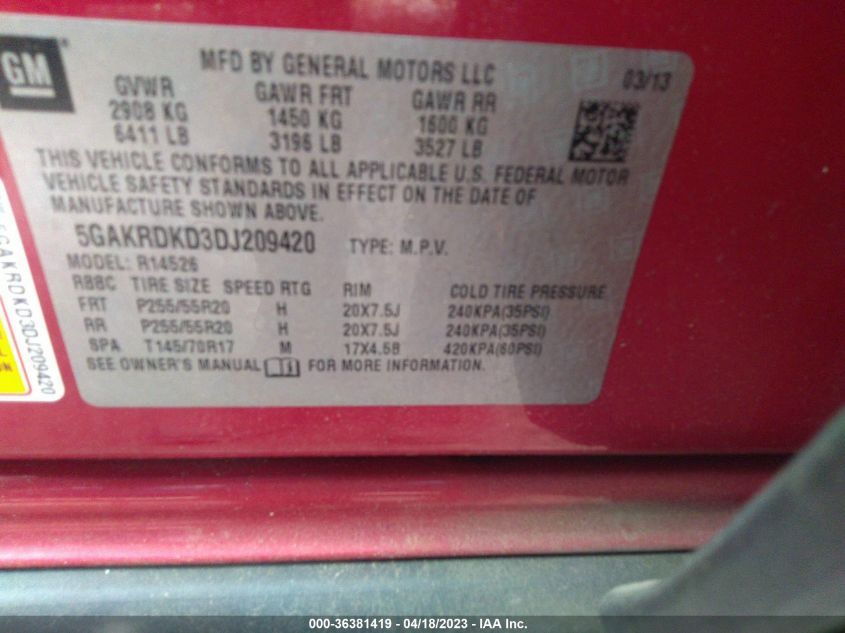 GM
MFD BY GENERAL MOTORS LLC 03/13
GVWR GAWR FRT GAWR RR
2908 KG 1450 KG 1600 KG
6411 LB 3196 LB 3527 LB
THIS VEHICLE CONFORMS TO ALL APPLICABLE U.S. FEDERAL MOTOR
VEHICLE SAFETY STANDARDS IN EFFECT ON THE DATE OF
MANUFACTURE SHOWN ABOVE.
5GAKRDKD3DJ209420 TYPE: M.P.V.
MODEL: R14526
RBBC TIRE SIZE SPEED RTG RIM COLD TIRE PRESSURE
FRT P255/55R20 H 20X7.5J 240KPA(35PSI)
RR P255/55R20 H 20X7.5J 240KPA(35PSI)
SPA T145/70R17 M 17X4.5B 420KPA(60PSI)
SEE OWNER'S MANUAL FOR MORE INFORMATION.
5GAKRDKD3DJ209420
000-36381419 - 04/18/2023 - IAA Inc.